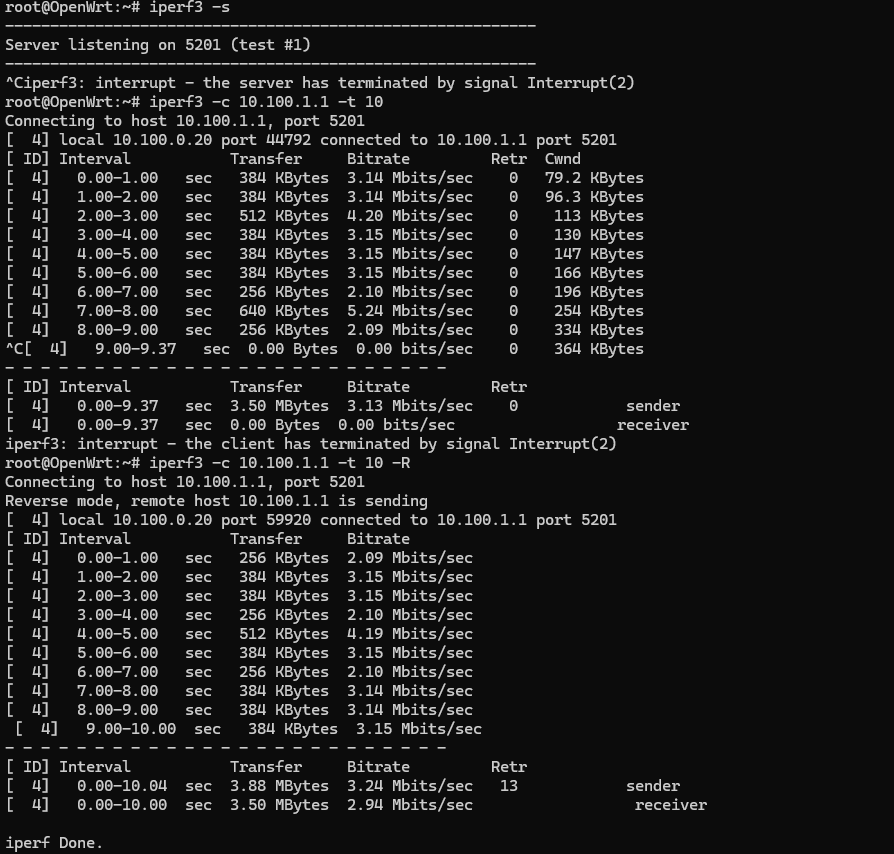 root@OpenWrt:~# iperf3 -s
-----------------------------------------------------------
Server listening on 5201 (test #1)
-----------------------------------------------------------
^Ciperf3: interrupt - the server has terminated by signal Interrupt(2)
root@OpenWrt:~# iperf3 -c 10.100.1.1 -t 10
Connecting to host 10.100.1.1, port 5201
[  4] local 10.100.0.20 port 44792 connected to 10.100.1.1 port 5201
[ ID] Interval           Transfer     Bitrate         Retr  Cwnd
[  4]   0.00-1.00   sec   384 KBytes  3.14 Mbits/sec    0   79.2 KBytes
[  4]   1.00-2.00   sec   384 KBytes  3.14 Mbits/sec    0   96.3 KBytes
[  4]   2.00-3.00   sec   512 KBytes  4.20 Mbits/sec    0    113 KBytes
[  4]   3.00-4.00   sec   384 KBytes  3.15 Mbits/sec    0    130 KBytes
[  4]   4.00-5.00   sec   384 KBytes  3.15 Mbits/sec    0    147 KBytes
[  4]   5.00-6.00   sec   384 KBytes  3.15 Mbits/sec    0    166 KBytes
[  4]   6.00-7.00   sec   256 KBytes  2.10 Mbits/sec    0    196 KBytes
[  4]   7.00-8.00   sec   640 KBytes  5.24 Mbits/sec    0    254 KBytes
[  4]   8.00-9.00   sec   256 KBytes  2.09 Mbits/sec    0    334 KBytes
^C[  4]   9.00-9.37   sec  0.00 Bytes  0.00 bits/sec    0    364 KBytes
- - - - - - - - - - - - - - - - - - - - - - - - -
[ ID] Interval           Transfer     Bitrate         Retr
[  4]   0.00-9.37   sec  3.50 MBytes  3.13 Mbits/sec    0            sender
[  4]   0.00-9.37   sec  0.00 Bytes  0.00 bits/sec                  receiver
iperf3: interrupt - the client has terminated by signal Interrupt(2)
root@OpenWrt:~# iperf3 -c 10.100.1.1 -t 10 -R
Connecting to host 10.100.1.1, port 5201
Reverse mode, remote host 10.100.1.1 is sending
[  4] local 10.100.0.20 port 59920 connected to 10.100.1.1 port 5201
[ ID] Interval           Transfer     Bitrate
[  4]   0.00-1.00   sec   256 KBytes  2.09 Mbits/sec
[  4]   1.00-2.00   sec   384 KBytes  3.15 Mbits/sec
[  4]   2.00-3.00   sec   384 KBytes  3.15 Mbits/sec
[  4]   3.00-4.00   sec   256 KBytes  2.10 Mbits/sec
[  4]   4.00-5.00   sec   512 KBytes  4.19 Mbits/sec
[  4]   5.00-6.00   sec   384 KBytes  3.15 Mbits/sec
[  4]   6.00-7.00   sec   256 KBytes  2.10 Mbits/sec
[  4]   7.00-8.00   sec   384 KBytes  3.14 Mbits/sec
[  4]   8.00-9.00   sec   384 KBytes  3.14 Mbits/sec
 [  4]   9.00-10.00  sec   384 KBytes  3.15 Mbits/sec
- - - - - - - - - - - - - - - - - - - - - - - - -
[ ID] Interval           Transfer     Bitrate         Retr
[  4]   0.00-10.04  sec  3.88 MBytes  3.24 Mbits/sec   13            sender
[  4]   0.00-10.00  sec  3.50 MBytes  2.94 Mbits/sec                  receiver

iperf Done.